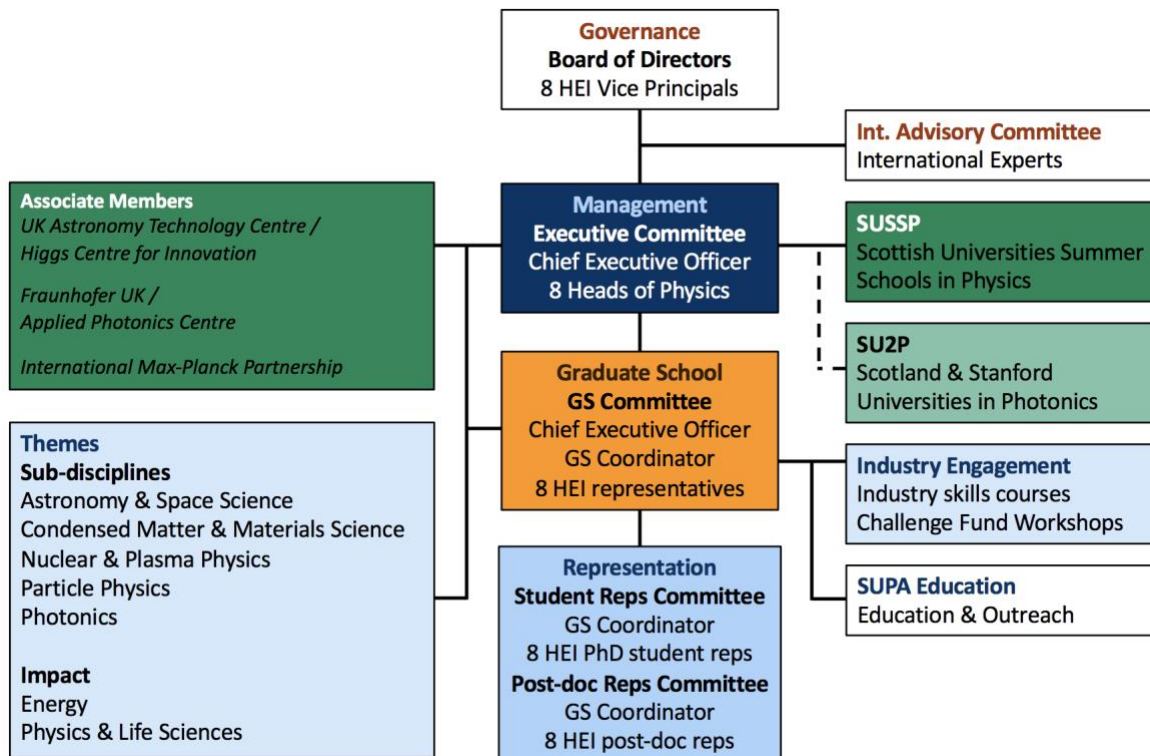 Governance
Board of Directors
8 HEI Vice Principals
Int. Advisory Committee
International Experts
Associate Members
UK Astronomy Technology Centre /
Higgs Centre for Innovation
Fraunhofer UK /
Applied Photonics Centre
International Max-Planck Partnership
Management
Executive Committee
Chief Executive Officer
8 Heads of Physics
SUSSP
Scottish Universities Summer
Schools in Physics
SU2P
Scotland & Stanford
Universities in Photonics
Graduate School
GS Committee
Chief Executive Officer
GS Coordinator
8 HEI representatives
Themes
Sub-disciplines
Astronomy & Space Science
Condensed Matter & Materials Science
Nuclear & Plasma Physics
Particle Physics
Photonics
Impact
Energy
Physics & Life Sciences
Industry Engagement
Industry skills courses
Challenge Fund Workshops
SUPA Education
Education & Outreach
Representation
Student Reps Committee
GS Coordinator
8 HEI PhD student reps
Post-doc Reps Committee
GS Coordinator
8 HEI post-doc reps